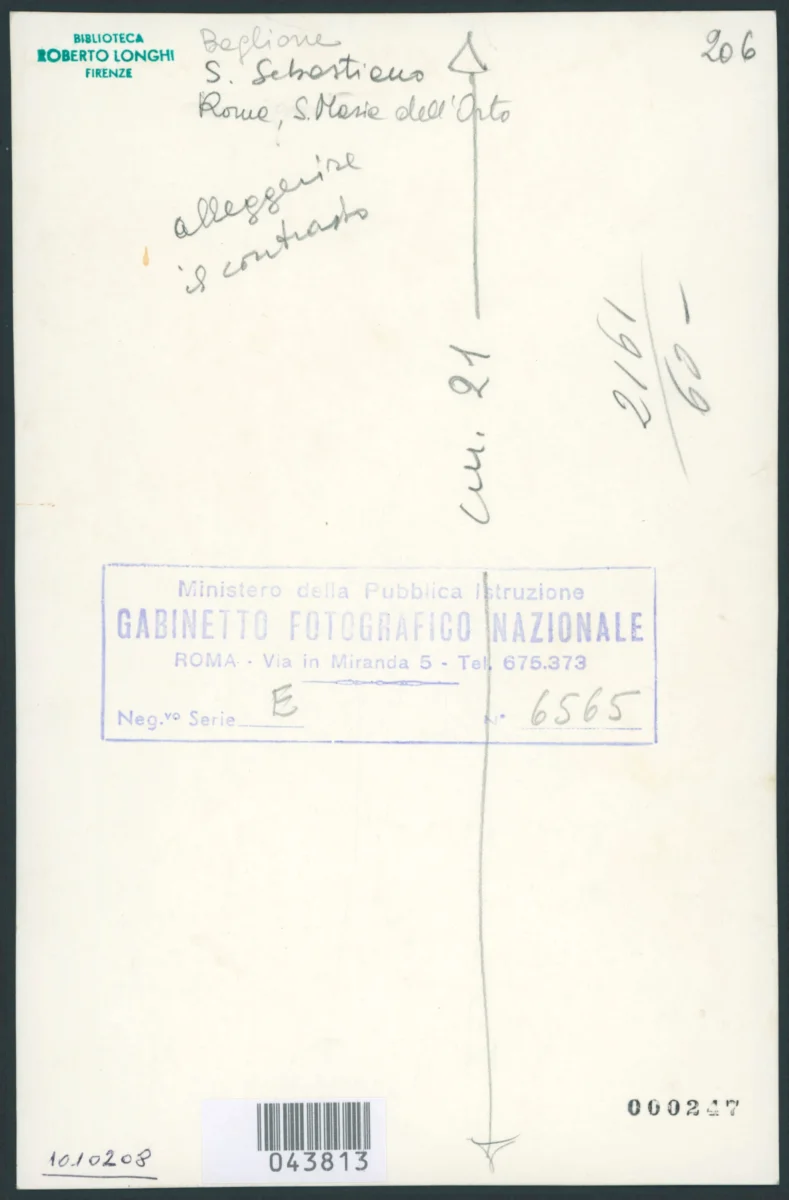 BIBLIOTECA
ROBERTO LONGHI
FIRENZE
Baglione
S. Sebastiano
Roma, S. Maria dell'Orto
206
alleggerire
il contrasto
cm. 21
2161
60 -
Ministero della Pubblica Istruzione
GABINETTO FOTOGRAFICO NAZIONALE
ROMA - Via in Miranda 5 - Tel. 675.373
Neg.vo Serie E N° 6565
000247
1010208
043813